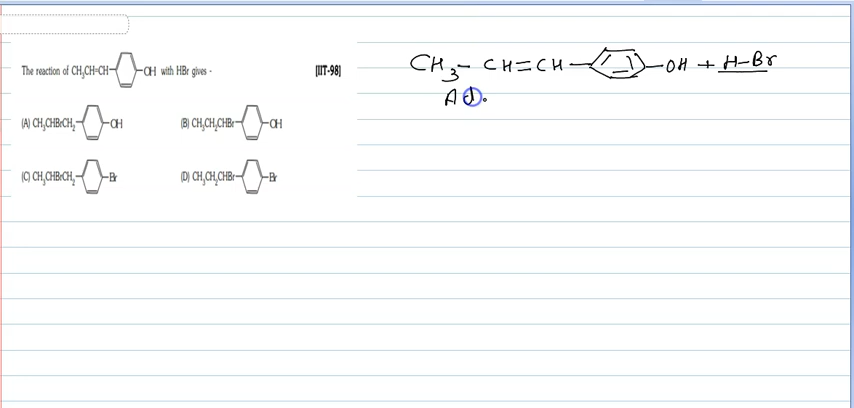 The reaction of CH3CH=CH-⌬-OH with HBr gives - [IIT-98]
(A) CH3CHBrCH2-⌬-OH (B) CH3CH2CHBr-⌬-OH
(C) CH3CHBrCH2-⌬-Br (D) CH3CH2CHBr-⌬-Br
CH3- CH=CH-⌬-OH + H-Br
Ad.